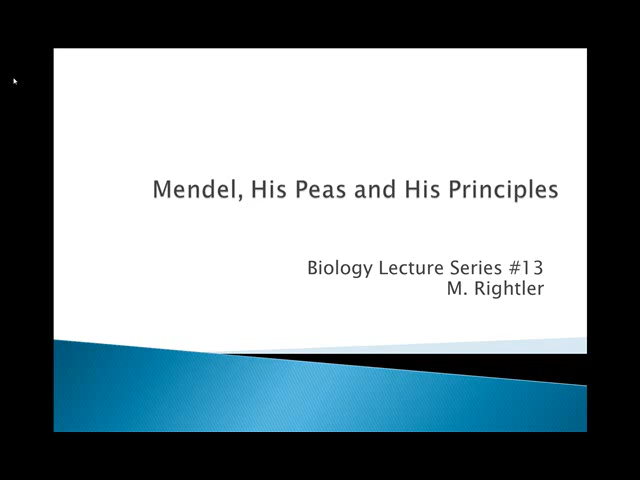 Mendel, His Peas and His Principles
Biology Lecture Series #13
M. Rightler